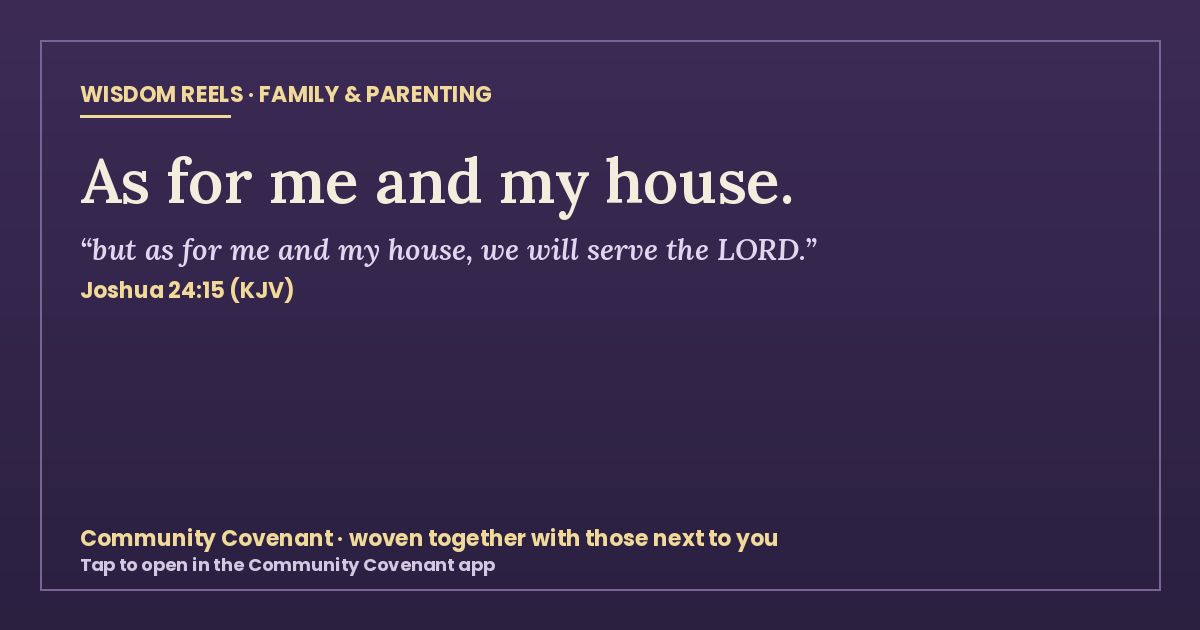 WISDOM REELS · FAMILY & PARENTING
As for me and my house.
“but as for me and my house, we will serve the LORD.”
Joshua 24:15 (KJV)
Community Covenant · woven together with those next to you
Tap to open in the Community Covenant app